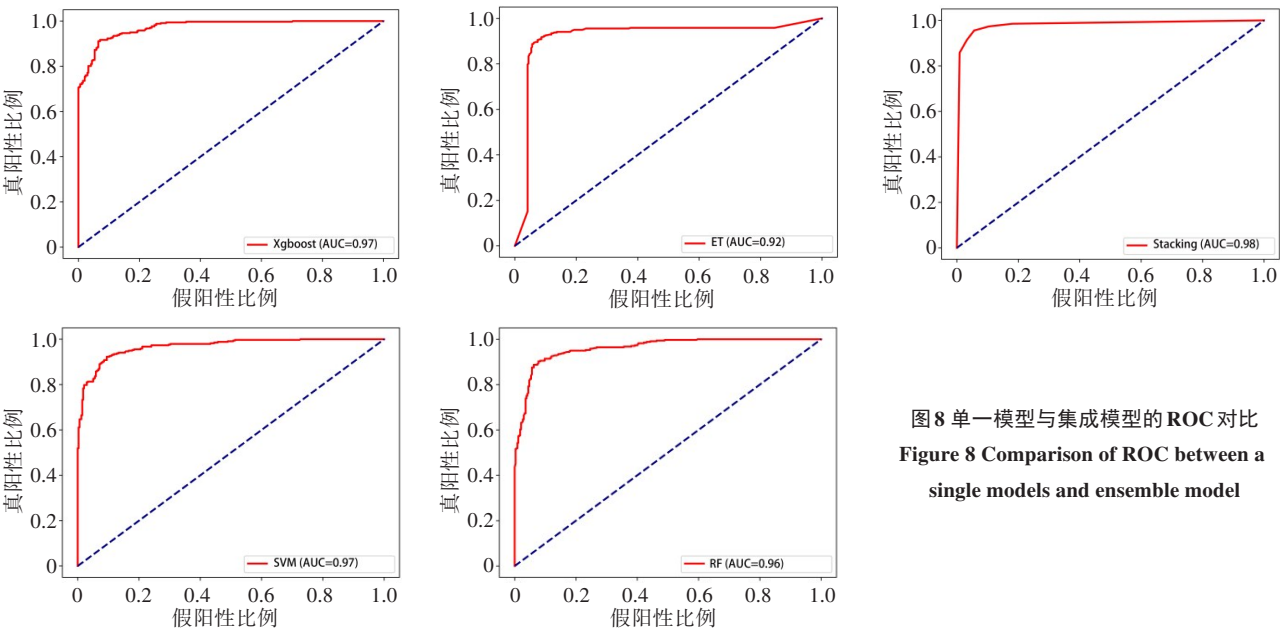 1.0
0.8
0.6
0.4
0.2
0
真阳性比例
Xgboost (AUC=0.97)
0 0.2 0.4 0.6 0.8 1.0
假阳性比例
1.0
0.8
0.6
0.4
0.2
0
真阳性比例
ET (AUC=0.92)
0 0.2 0.4 0.6 0.8 1.0
假阳性比例
1.0
0.8
0.6
0.4
0.2
0
真阳性比例
Stacking (AUC=0.98)
0 0.2 0.4 0.6 0.8 1.0
假阳性比例
1.0
0.8
0.6
0.4
0.2
0
真阳性比例
SVM (AUC=0.97)
0 0.2 0.4 0.6 0.8 1.0
假阳性比例
1.0
0.8
0.6
0.4
0.2
0
真阳性比例
RF (AUC=0.96)
0 0.2 0.4 0.6 0.8 1.0
假阳性比例
图8 单一模型与集成模型的ROC对比
Figure 8 Comparison of ROC between a
single models and ensemble model